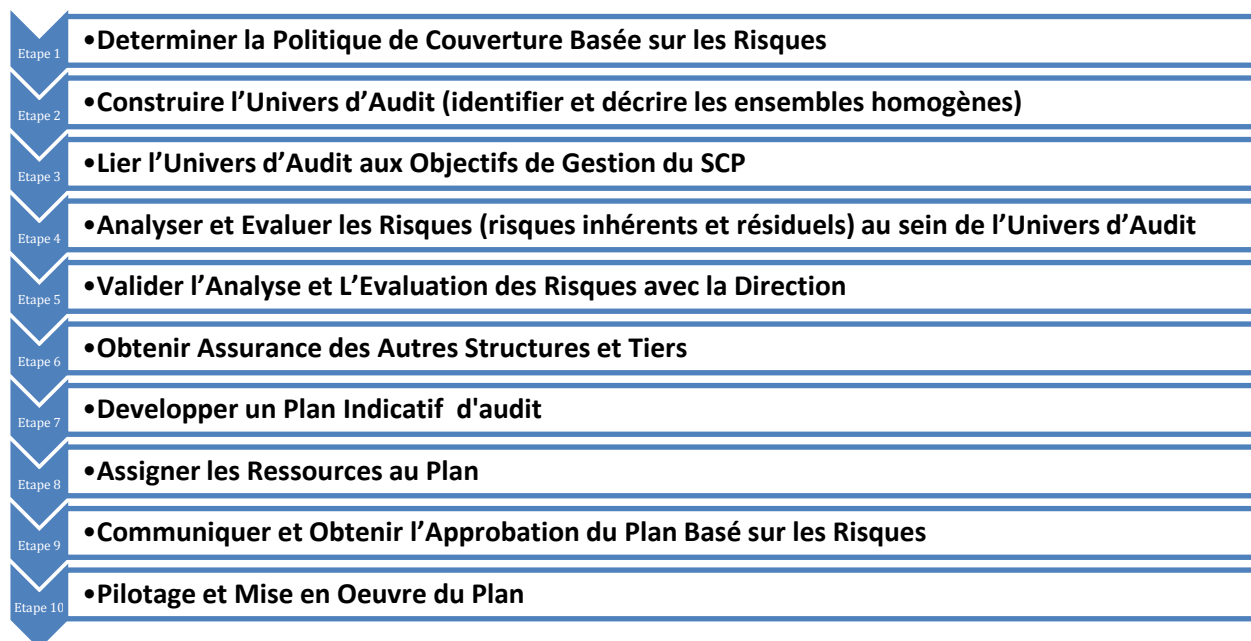 Etape 1
•Determiner la Politique de Couverture Basée sur les Risques
Etape 2
•Construire l’Univers d’Audit (identifier et décrire les ensembles homogènes)
Etape 3
•Lier l’Univers d’Audit aux Objectifs de Gestion du SCP
Etape 4
•Analyser et Evaluer les Risques (risques inhérents et résiduels) au sein de l’Univers d’Audit
Etape 5
•Valider l’Analyse et L’Evaluation des Risques avec la Direction
Etape 6
•Obtenir Assurance des Autres Structures et Tiers
Etape 7
•Developper un Plan Indicatif d'audit
Etape 8
•Assigner les Ressources au Plan
Etape 9
•Communiquer et Obtenir l’Approbation du Plan Basé sur les Risques
Etape 10
•Pilotage et Mise en Oeuvre du Plan